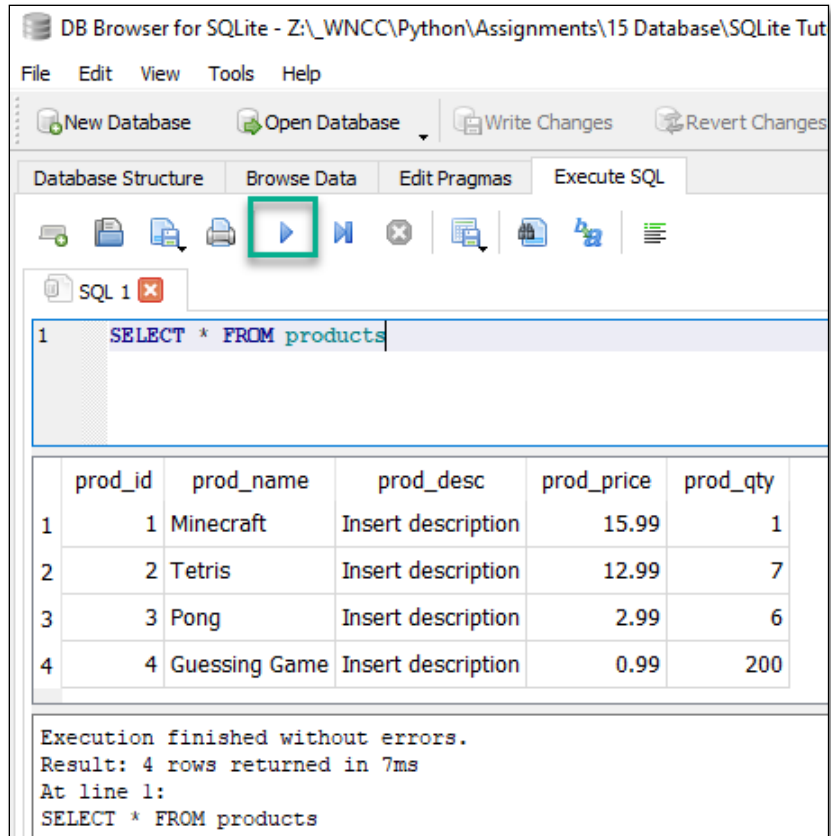 DB Browser for SQLite - Z:\_WNCC\Python\Assignments\15 Database\SQLite Tut
File Edit View Tools Help
New Database Open Database Write Changes Revert Changes
Database Structure Browse Data Edit Pragmas Execute SQL
SQL 1
1 SELECT * FROM products
prod_id prod_name prod_desc prod_price prod_qty
1 1 Minecraft Insert description 15.99 1
2 2 Tetris Insert description 12.99 7
3 3 Pong Insert description 2.99 6
4 4 Guessing Game Insert description 0.99 200
Execution finished without errors.
Result: 4 rows returned in 7ms
At line 1:
SELECT * FROM products